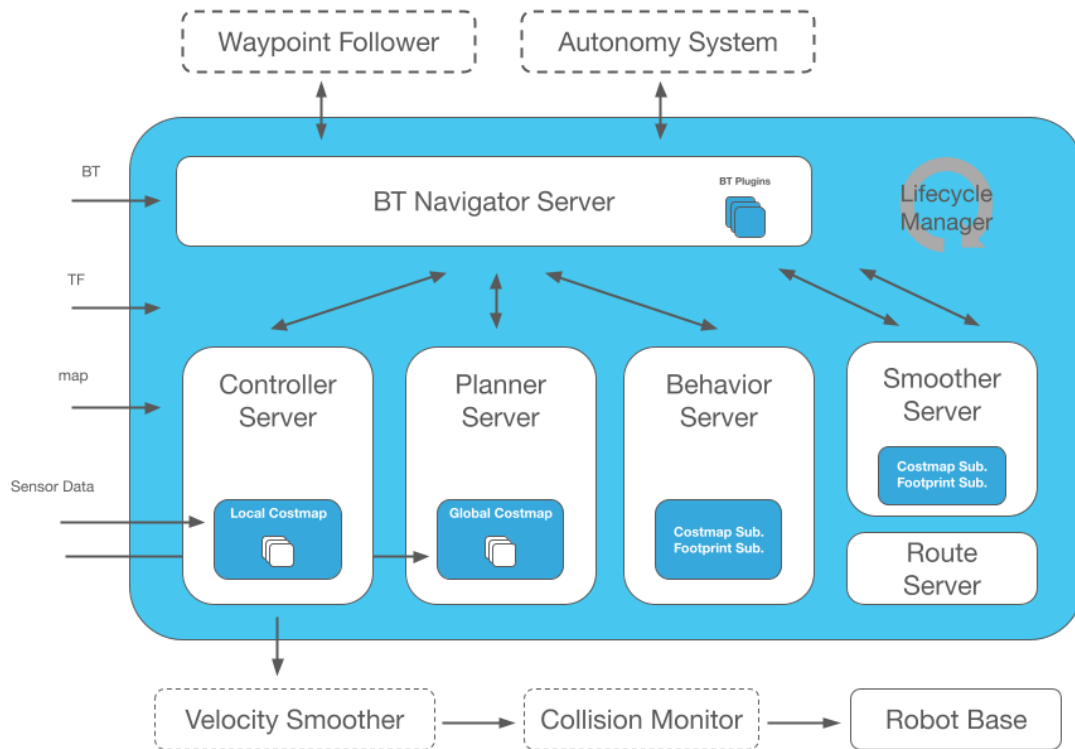 Waypoint Follower
Autonomy System
BT
BT Navigator Server
BT Plugins
Lifecycle
Manager
TF
map
Sensor Data
Controller
Server
Local Costmap
Planner
Server
Global Costmap
Behavior
Server
Costmap Sub.
Footprint Sub.
Smoother
Server
Costmap Sub.
Footprint Sub.
Route
Server
Velocity Smoother
Collision Monitor
Robot Base